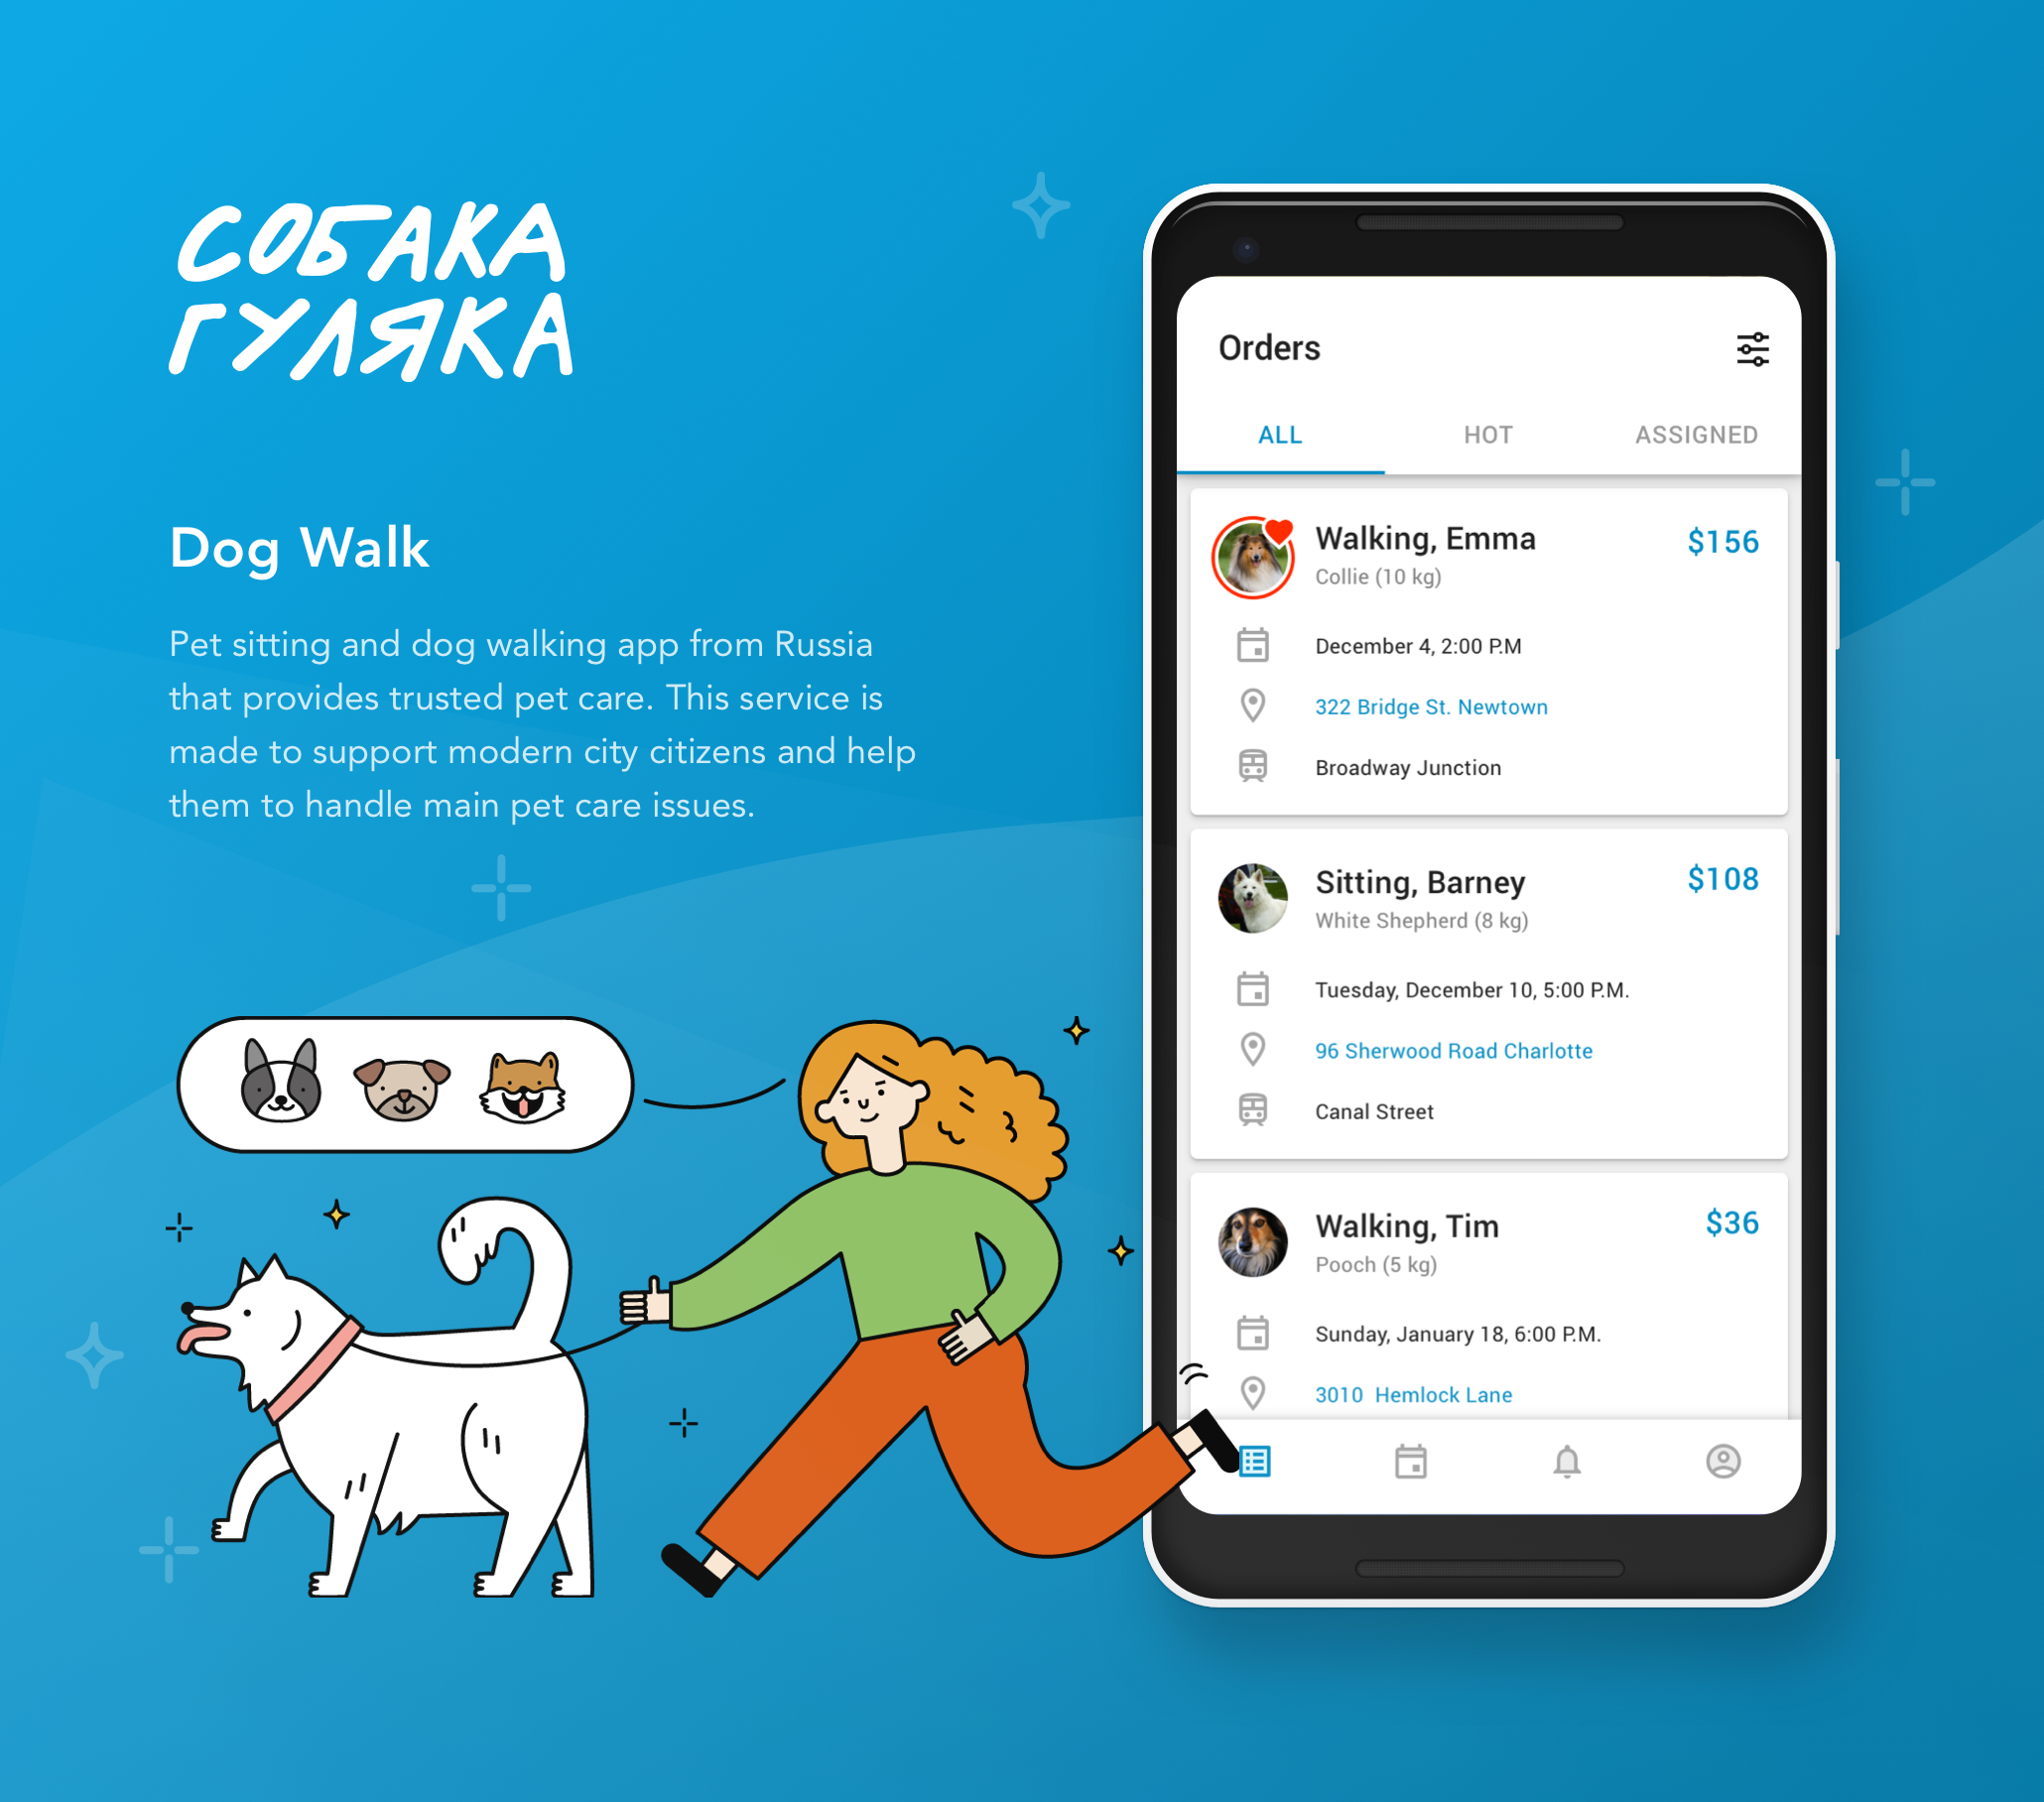 СОБАКА
ГУЛЯКА
Dog Walk
Pet sitting and dog walking app from Russia
that provides trusted pet care. This service is
made to support modern city citizens and help
them to handle main pet care issues.
Orders
ALL HOT ASSIGNED
Walking, Emma $156
Collie (10 kg)
December 4, 2:00 P.M
322 Bridge St. Newtown
Broadway Junction
Sitting, Barney $108
White Shepherd (8 kg)
Tuesday, December 10, 5:00 P.M.
96 Sherwood Road Charlotte
Canal Street
Walking, Tim $36
Pooch (5 kg)
Sunday, January 18, 6:00 P.M.
3010 Hemlock Lane